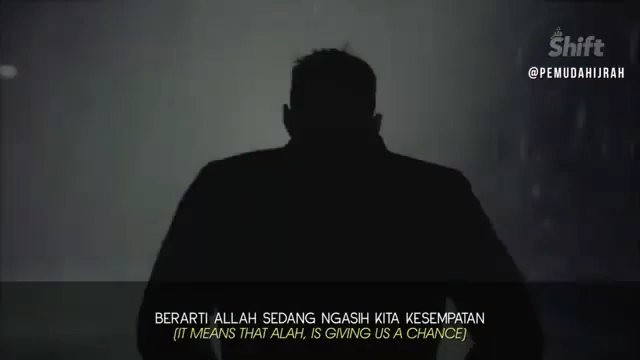 Shift
@PEMUDAHIJRAH
BERARTI ALLAH SEDANG NGASIH KITA KESEMPATAN
(IT MEANS THAT ALAH, IS GIVING US A CHANCE)